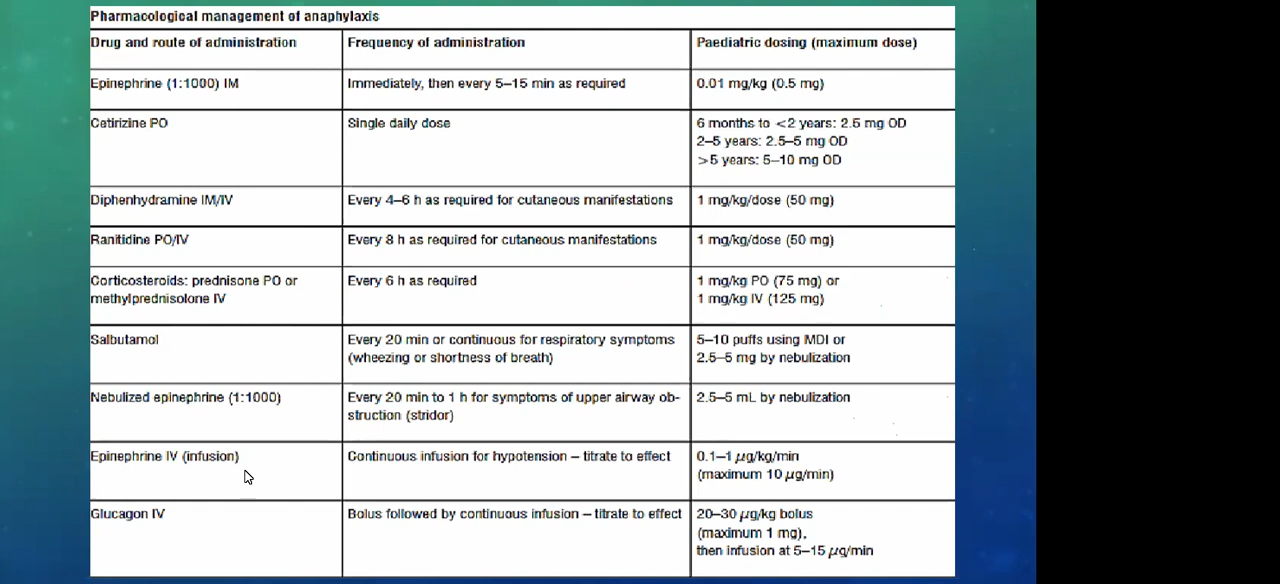 Pharmacological management of anaphylaxis
Drug and route of administration
Frequency of administration
Paediatric dosing (maximum dose)
Epinephrine (1:1000) IM
Immediately, then every 5–15 min as required
0.01 mg/kg (0.5 mg)
Cetirizine PO
Single daily dose
6 months to <2 years: 2.5 mg OD
2–5 years: 2.5–5 mg OD
>5 years: 5–10 mg OD
Diphenhydramine IM/IV
Every 4–6 h as required for cutaneous manifestations
1 mg/kg/dose (50 mg)
Ranitidine PO/IV
Every 8 h as required for cutaneous manifestations
1 mg/kg/dose (50 mg)
Corticosteroids: prednisone PO or
methylprednisolone IV
Every 6 h as required
1 mg/kg PO (75 mg) or
1 mg/kg IV (125 mg)
Salbutamol
Every 20 min or continuous for respiratory symptoms
(wheezing or shortness of breath)
5–10 puffs using MDI or
2.5–5 mg by nebulization
Nebulized epinephrine (1:1000)
Every 20 min to 1 h for symptoms of upper airway ob-
struction (stridor)
2.5–5 mL by nebulization
Epinephrine IV (infusion)
Continuous infusion for hypotension – titrate to effect
0.1–1 µg/kg/min
(maximum 10 µg/min)
Glucagon IV
Bolus followed by continuous infusion – titrate to effect
20–30 µg/kg bolus
(maximum 1 mg),
then infusion at 5–15 µg/min